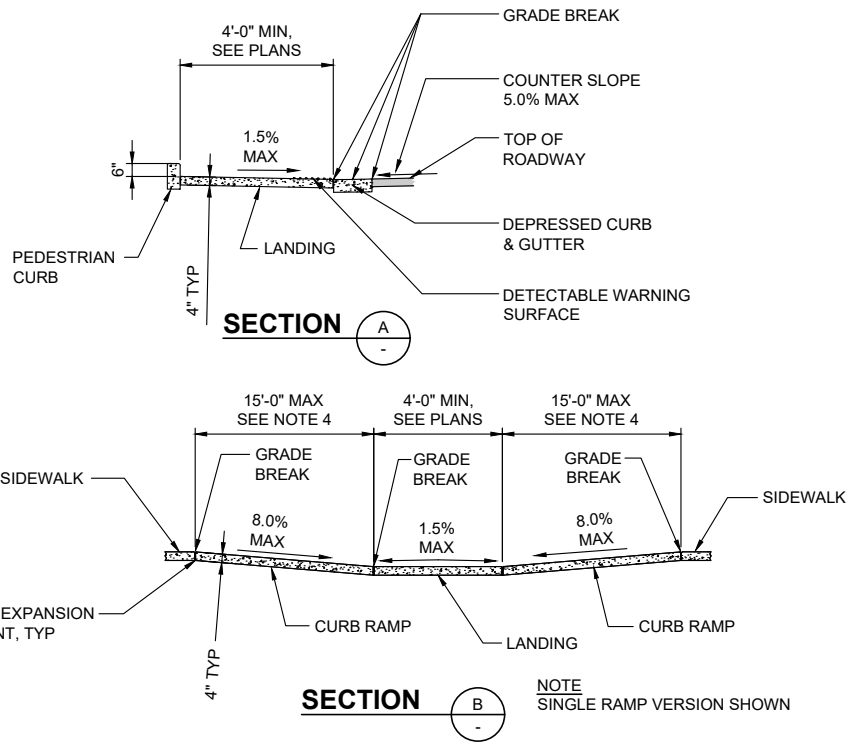 GRADE BREAK
4'-0" MIN,
SEE PLANS
COUNTER SLOPE
5.0% MAX
1.5%
MAX
TOP OF
ROADWAY
6"
DEPRESSED CURB
& GUTTER
PEDESTRIAN
CURB
LANDING
4" TYP
DETECTABLE WARNING
SURFACE
SECTION
A
-
15'-0" MAX
SEE NOTE 4
4'-0" MIN,
SEE PLANS
15'-0" MAX
SEE NOTE 4
SIDEWALK
GRADE
BREAK
GRADE
BREAK
GRADE
BREAK
SIDEWALK
8.0%
MAX
1.5%
MAX
8.0%
MAX
EXPANSION
NT, TYP
4" TYP
CURB RAMP
LANDING
CURB RAMP
SECTION
B
-
NOTE
SINGLE RAMP VERSION SHOWN